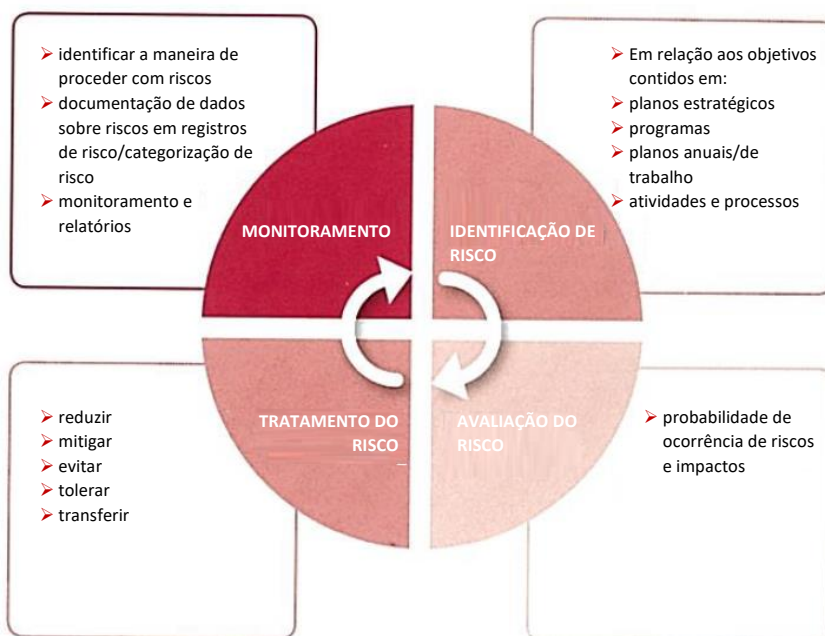 ➢ identificar a maneira de
proceder com riscos
➢ documentação de dados
sobre riscos em registros
de risco/categorização de
risco
➢ monitoramento e
relatórios
➢ Em relação aos objetivos
contidos em:
➢ planos estratégicos
➢ programas
➢ planos anuais/de
trabalho
➢ atividades e processos
MONITORAMENTO
IDENTIFICAÇÃO DE
RISCO
TRATAMENTO DO
RISCO
AVALIAÇÃO DO
RISCO
➢ reduzir
➢ mitigar
➢ evitar
➢ tolerar
➢ transferir
➢ probabilidade de
ocorrência de riscos
e impactos